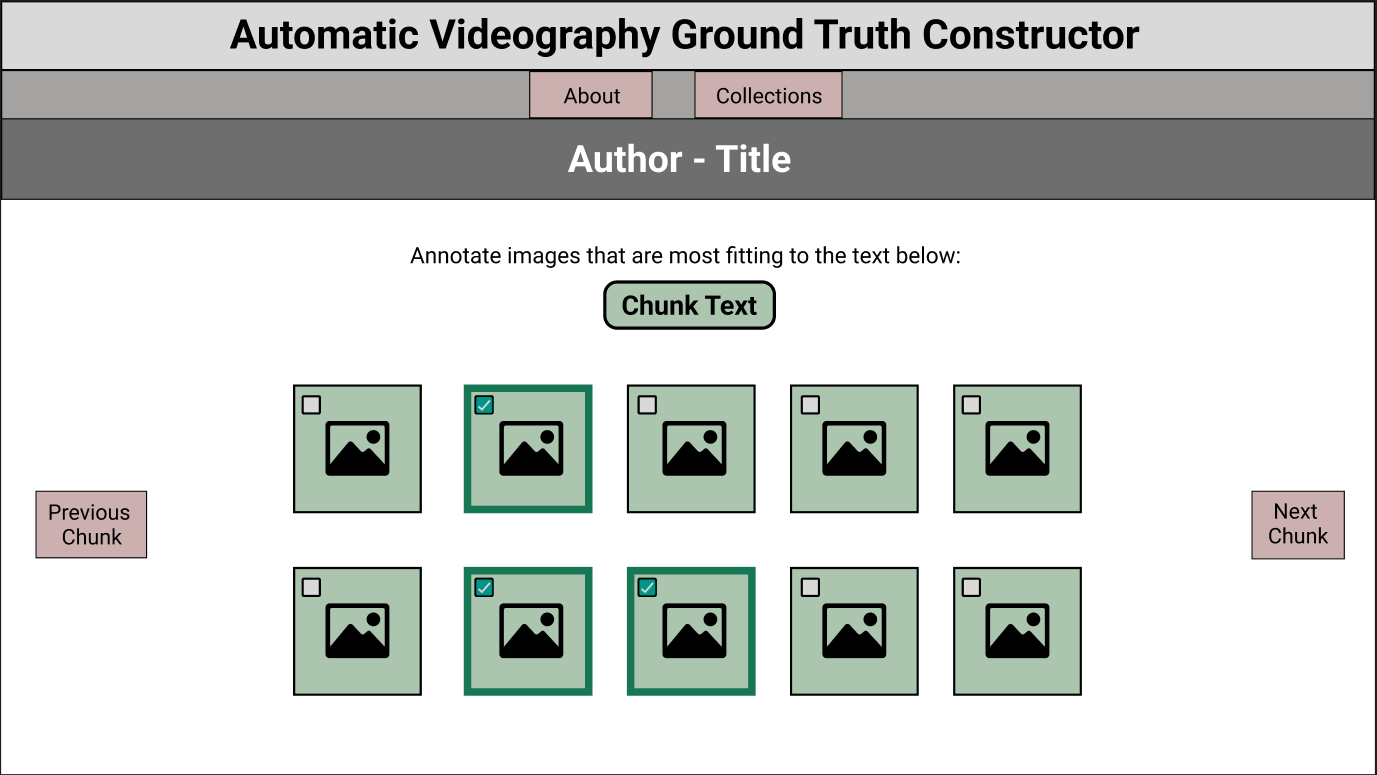 Automatic Videography Ground Truth Constructor
About
Collections
Author - Title
Annotate images that are most fitting to the text below:
Chunk Text
Previous
Chunk
Next
Chunk